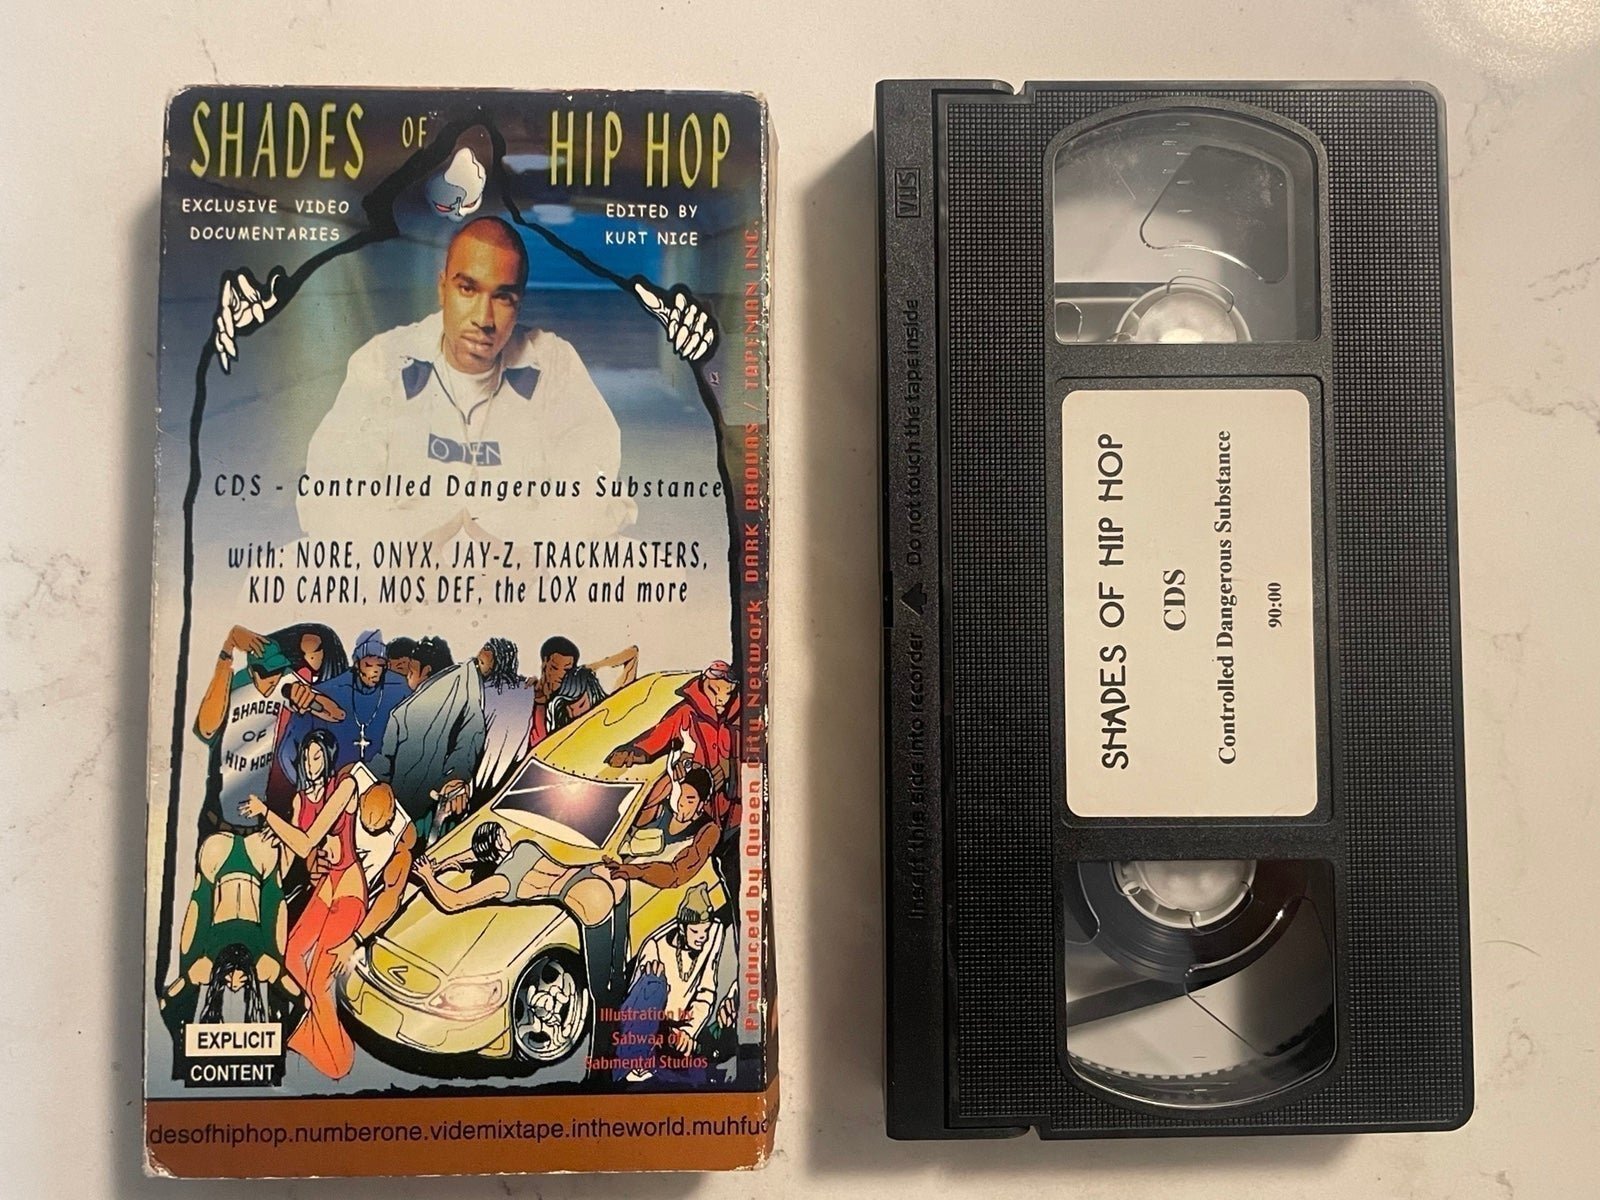 SHADES OF HIP HOP
EXCLUSIVE VIDEO
DOCUMENTARIES
EDITED BY
KURT NICE
CDS - Controlled Dangerous Substance
with: NORE, ONYX, JAY-Z, TRACKMASTERS,
KID CAPRI, MOS DEF, the LOX and more
SHADES
OF
HIP HOP
Illustration by
Sabwaa of
Sabmental Studios
EXPLICIT
CONTENT
desofhiphop.numberone.videmixtape.intheworld.muhfuc
Produced by Queen City Network / TAPEMAN INC.
VHS
Do not touch the tape inside
Insert this side into recorder
SHADES OF HIP HOP
CDS
Controlled Dangerous Substance
90:00